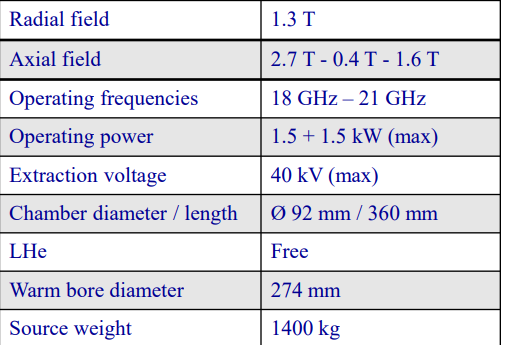 Radial field 1.3 T
Axial field 2.7 T - 0.4 T - 1.6 T
Operating frequencies 18 GHz – 21 GHz
Operating power 1.5 + 1.5 kW (max)
Extraction voltage 40 kV (max)
Chamber diameter / length Ø 92 mm / 360 mm
LHe Free
Warm bore diameter 274 mm
Source weight 1400 kg